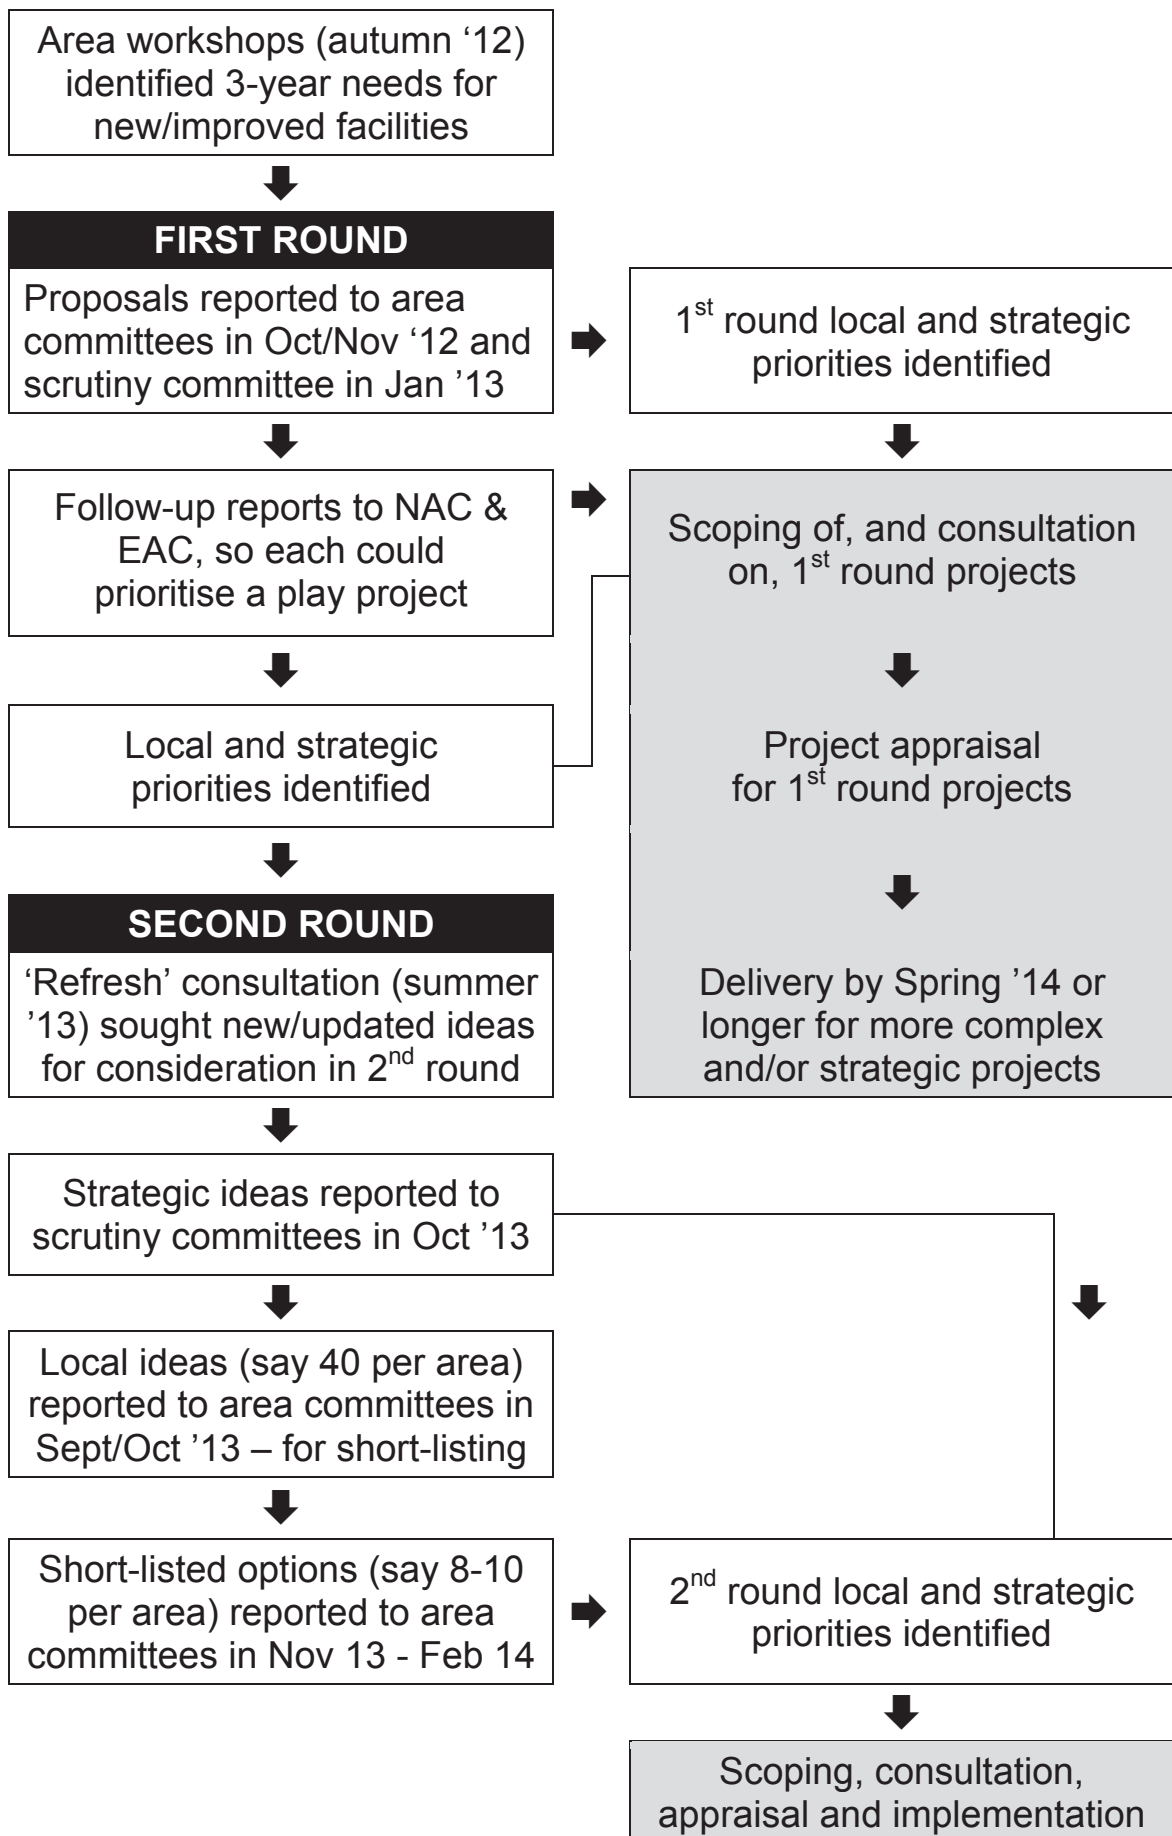 Area workshops (autumn ‘12)
identified 3-year needs for
new/improved facilities
FIRST ROUND
Proposals reported to area
committees in Oct/Nov ‘12 and
scrutiny committee in Jan ’13
1st round local and strategic
priorities identified
Follow-up reports to NAC &
EAC, so each could
prioritise a play project
Scoping of, and consultation
on, 1st round projects
Local and strategic
priorities identified
Project appraisal
for 1st round projects
SECOND ROUND
‘Refresh’ consultation (summer
’13) sought new/updated ideas
for consideration in 2nd round
Delivery by Spring ’14 or
longer for more complex
and/or strategic projects
Strategic ideas reported to
scrutiny committees in Oct ’13
Local ideas (say 40 per area)
reported to area committees in
Sept/Oct ’13 – for short-listing
Short-listed options (say 8-10
per area) reported to area
committees in Nov 13 - Feb 14
2nd round local and strategic
priorities identified
Scoping, consultation,
appraisal and implementation